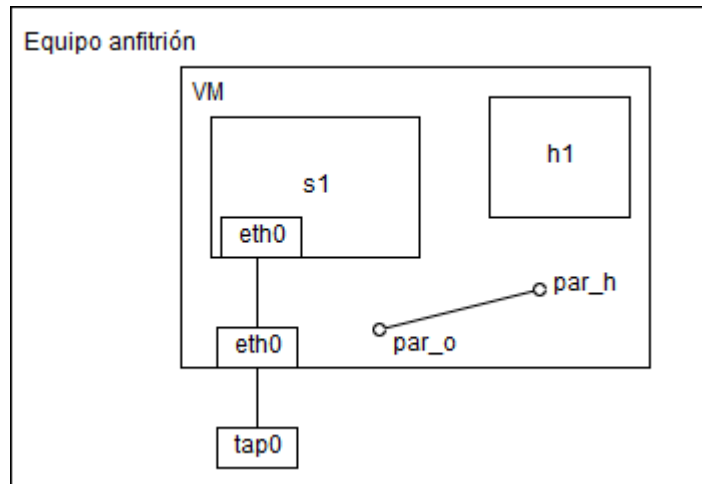 Equipo anfitrión
VM
s1
h1
eth0
par_h
eth0
par_o
tap0